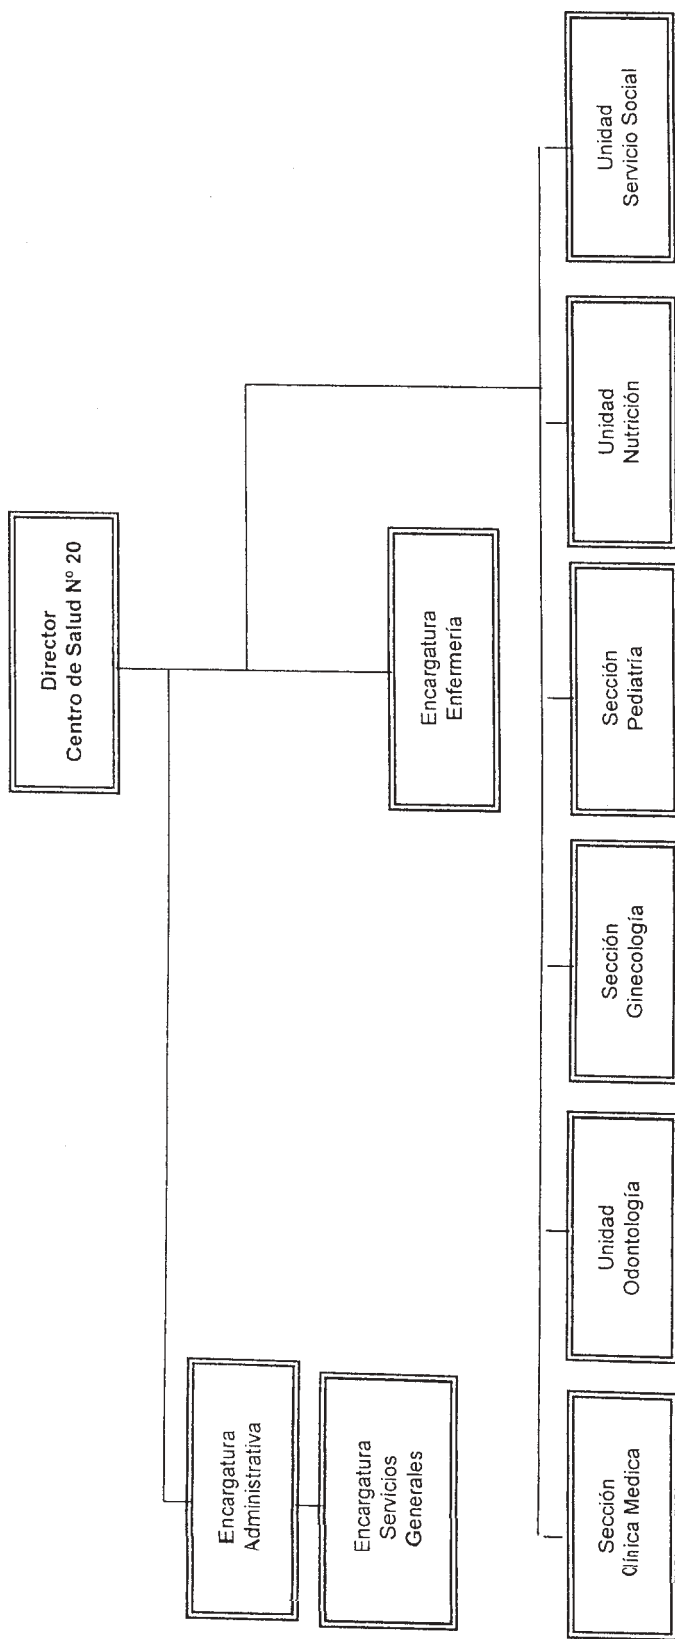 Director
Centro de Salud Nº 20
Encargatura
Administrativa
Encargatura
Servicios
Generales
Encargatura
Enfermería
Sección
Clínica Medica
Unidad
Odontología
Sección
Ginecología
Sección
Pediatría
Unidad
Nutrición
Unidad
Servicio Social